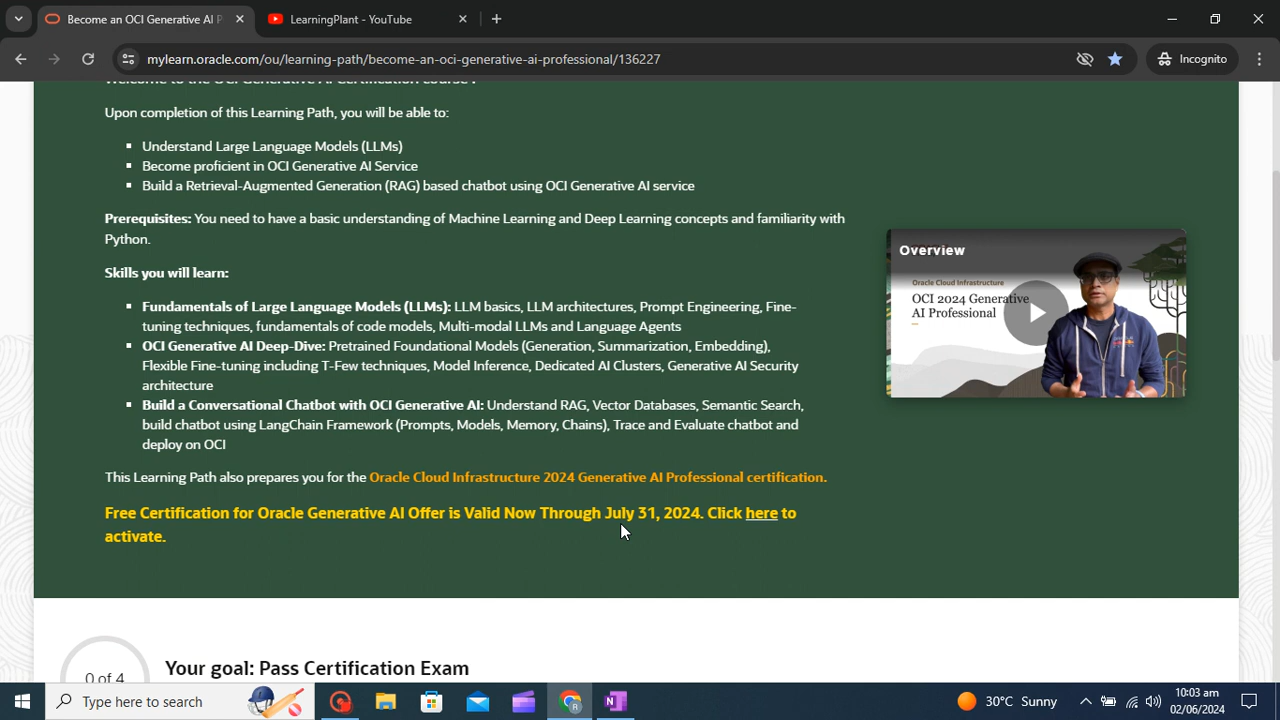 Become an OCI Generative AI P
LearningPlant - YouTube
mylearn.oracle.com/ou/learning-path/become-an-oci-generative-ai-professional/136227
Incognito
Welcome to the OCI Generative AI Certification course !
Upon completion of this Learning Path, you will be able to:
Understand Large Language Models (LLMs)
Become proficient in OCI Generative AI Service
Build a Retrieval-Augmented Generation (RAG) based chatbot using OCI Generative AI service
Prerequisites: You need to have a basic understanding of Machine Learning and Deep Learning concepts and familiarity with
Python.
Skills you will learn:
Fundamentals of Large Language Models (LLMs): LLM basics, LLM architectures, Prompt Engineering, Fine-
tuning techniques, fundamentals of code models, Multi-modal LLMs and Language Agents
OCI Generative AI Deep-Dive: Pretrained Foundational Models (Generation, Summarization, Embedding),
Flexible Fine-tuning including T-Few techniques, Model Inference, Dedicated AI Clusters, Generative AI Security
architecture
Build a Conversational Chatbot with OCI Generative AI: Understand RAG, Vector Databases, Semantic Search,
build chatbot using LangChain Framework (Prompts, Models, Memory, Chains), Trace and Evaluate chatbot and
deploy on OCI
This Learning Path also prepares you for the Oracle Cloud Infrastructure 2024 Generative AI Professional certification.
Free Certification for Oracle Generative AI Offer is Valid Now Through July 31, 2024. Click here to
activate.
Overview
Oracle Cloud Infrastructure
OCI 2024 Generative
AI Professional
0 of 4
Your goal: Pass Certification Exam
Type here to search
30°C Sunny
10:03 am
02/06/2024